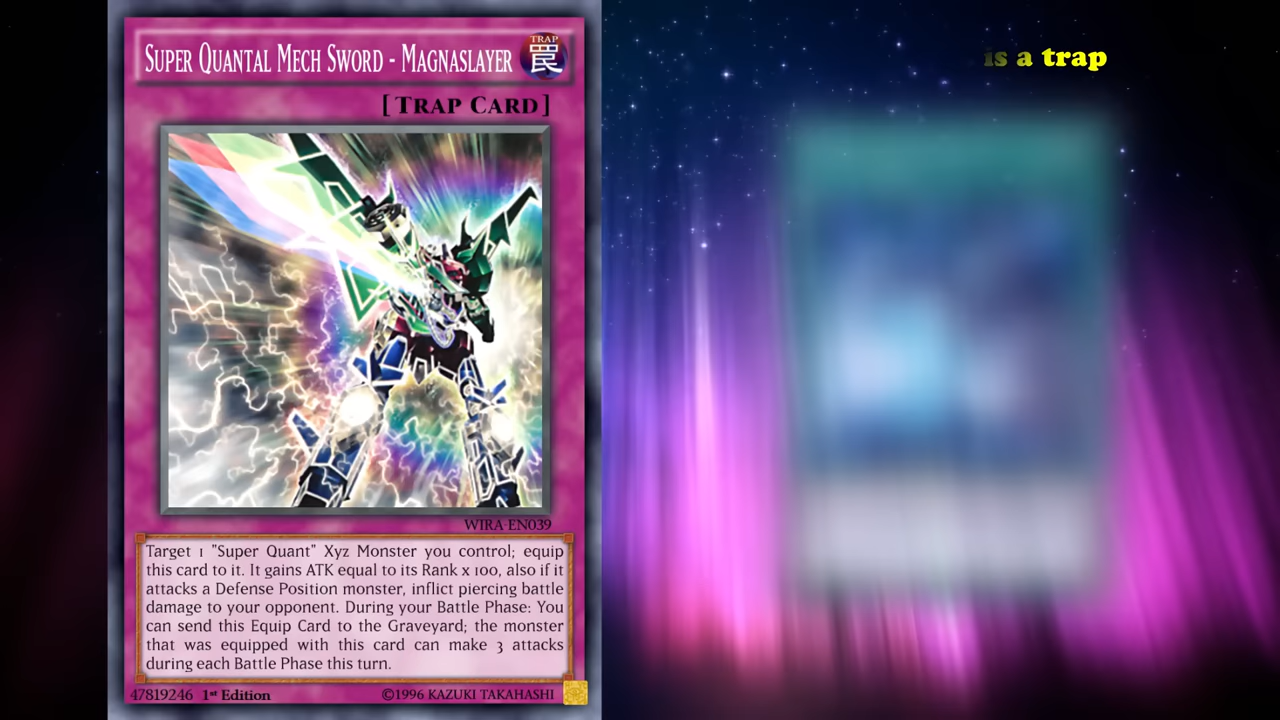 SUPER QUANTAL MECH SWORD - MAGNASLAYER
TRAP
罠
[TRAP CARD]
WIRA-EN039
Target 1 "Super Quant" Xyz Monster you control; equip
this card to it. It gains ATK equal to its Rank x 100, also if it
attacks a Defense Position monster, inflict piercing battle
damage to your opponent. During your Battle Phase: You
can send this Equip Card to the Graveyard; the monster
that was equipped with this card can make 3 attacks
during each Battle Phase this turn.
47819246 1st Edition
©1996 KAZUKI TAKAHASHI
is a trap